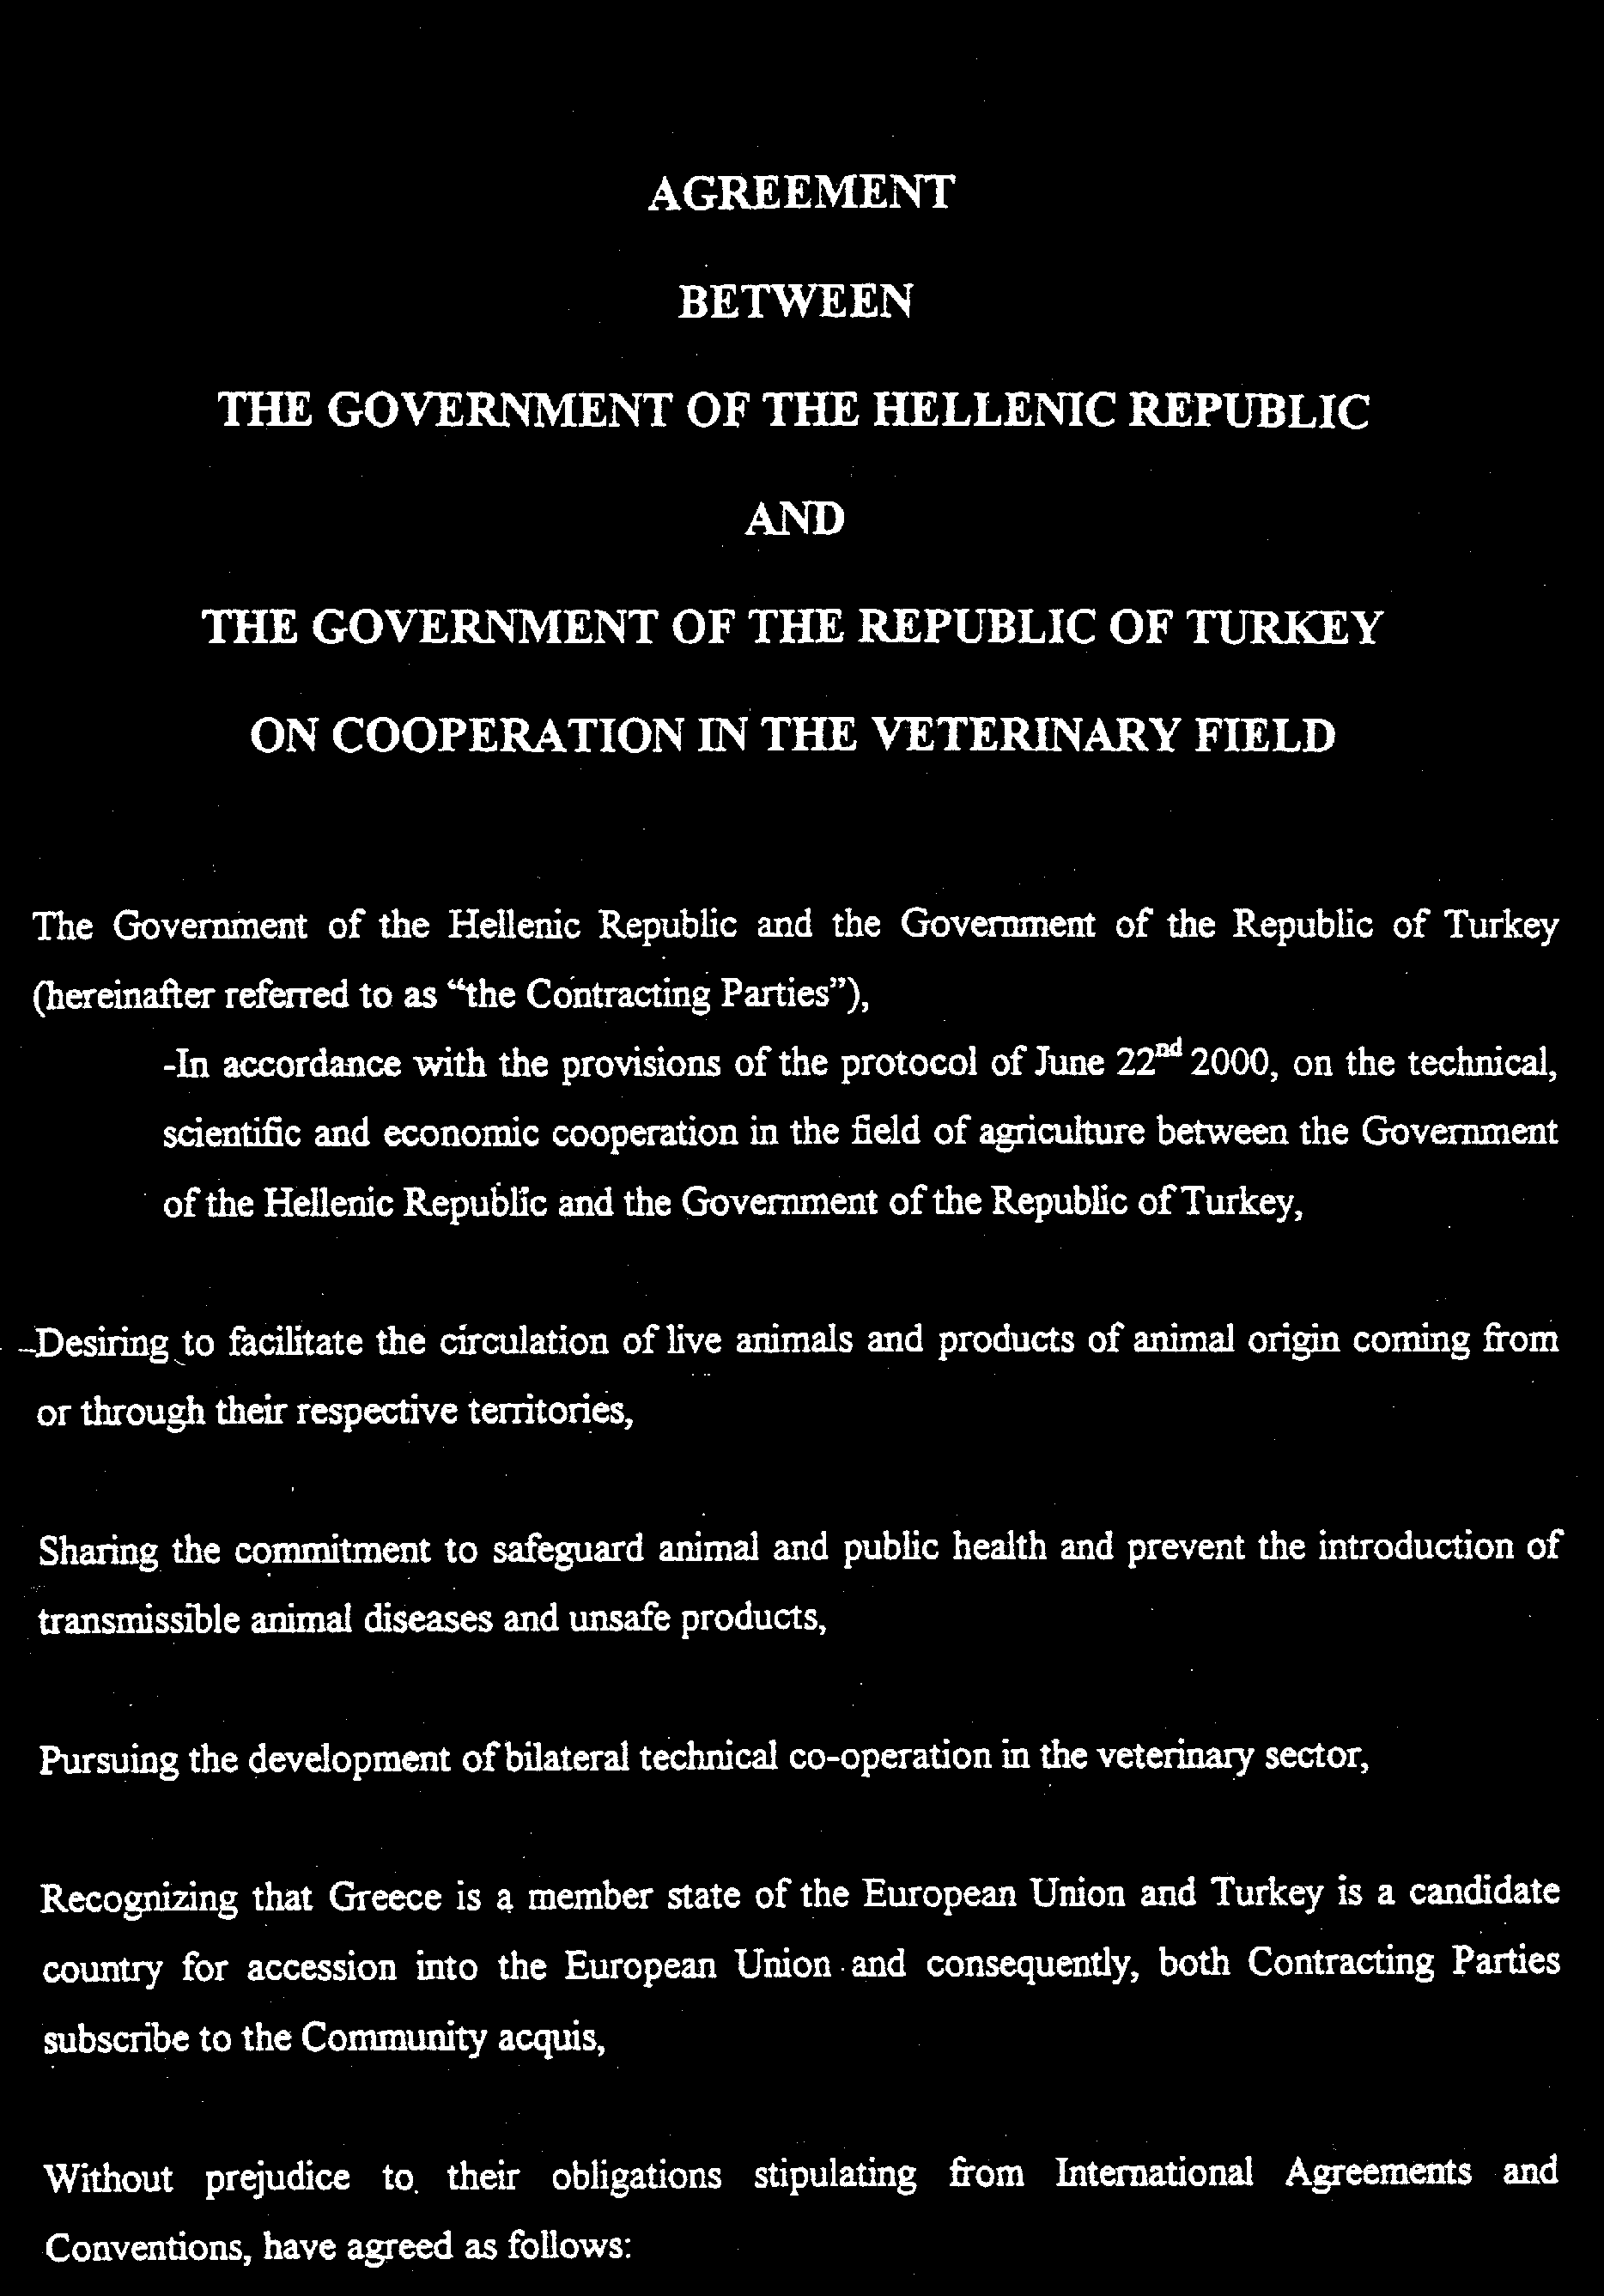 AGREEMENT
BETWEEN
THE GOVERNMENT OF THE HELLENIC REPUBLIC
AND
THE GOVERNMENT OF THE REPUBLIC OF TURKEY
ON COOPERATION IN THE VETERINARY FIELD
The Government of the Hellenic Republic and the Government of the Republic of Turkey
(hereinafter referred to as “the Contracting Parties”),
-In accordance with the provisions of the protocol of June 22nd 2000, on the technical,
scientific and economic cooperation in the field of agriculture between the Government
of the Hellenic Republic and the Government of the Republic of Turkey,
-Desiring to facilitate the circulation of live animals and products of animal origin coming from
or through their respective territories,
Sharing the commitment to safeguard animal and public health and prevent the introduction of
transmissible animal diseases and unsafe products,
Pursuing the development of bilateral technical co-operation in the veterinary sector,
Recognizing that Greece is a member state of the European Union and Turkey is a candidate
country for accession into the European Union and consequently, both Contracting Parties
subscribe to the Community acquis,
Without prejudice to their obligations stipulating from International Agreements and
Conventions, have agreed as follows: